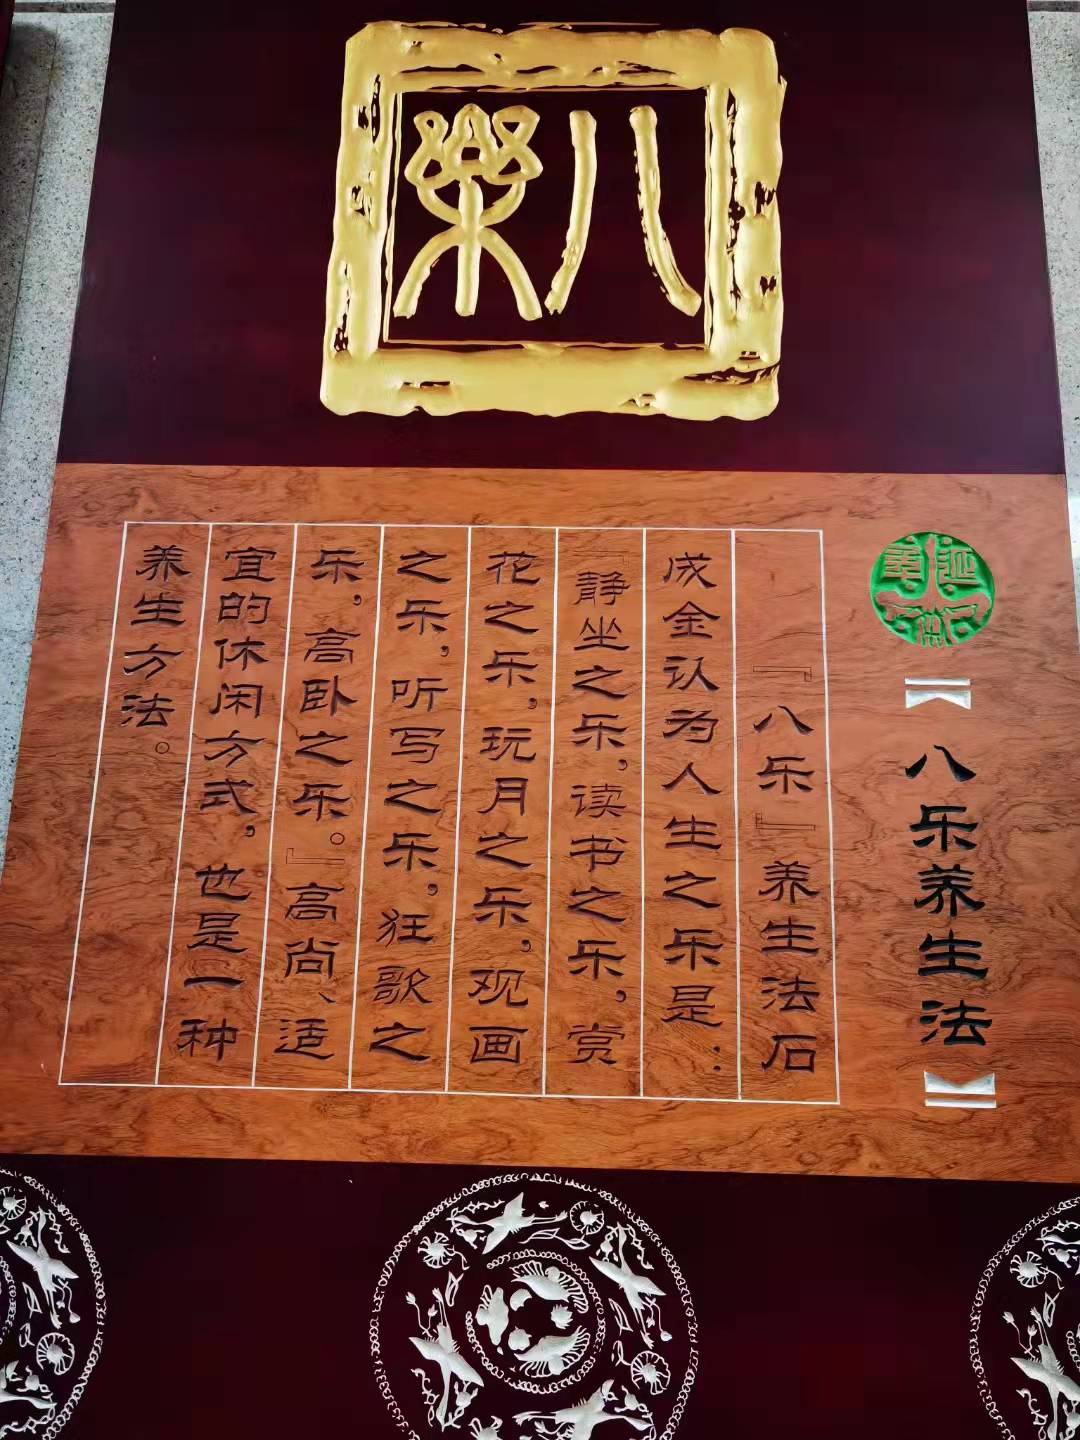 八樂
【八乐养生法】
『八乐』养生法石
成金认为人生之乐是：
『静坐之乐，读书之乐，赏
花之乐，玩月之乐，观画
之乐，听写之乐，狂歌之
乐，高卧之乐。』高尚、适
宜的休闲方式，也是一种
养生方法。